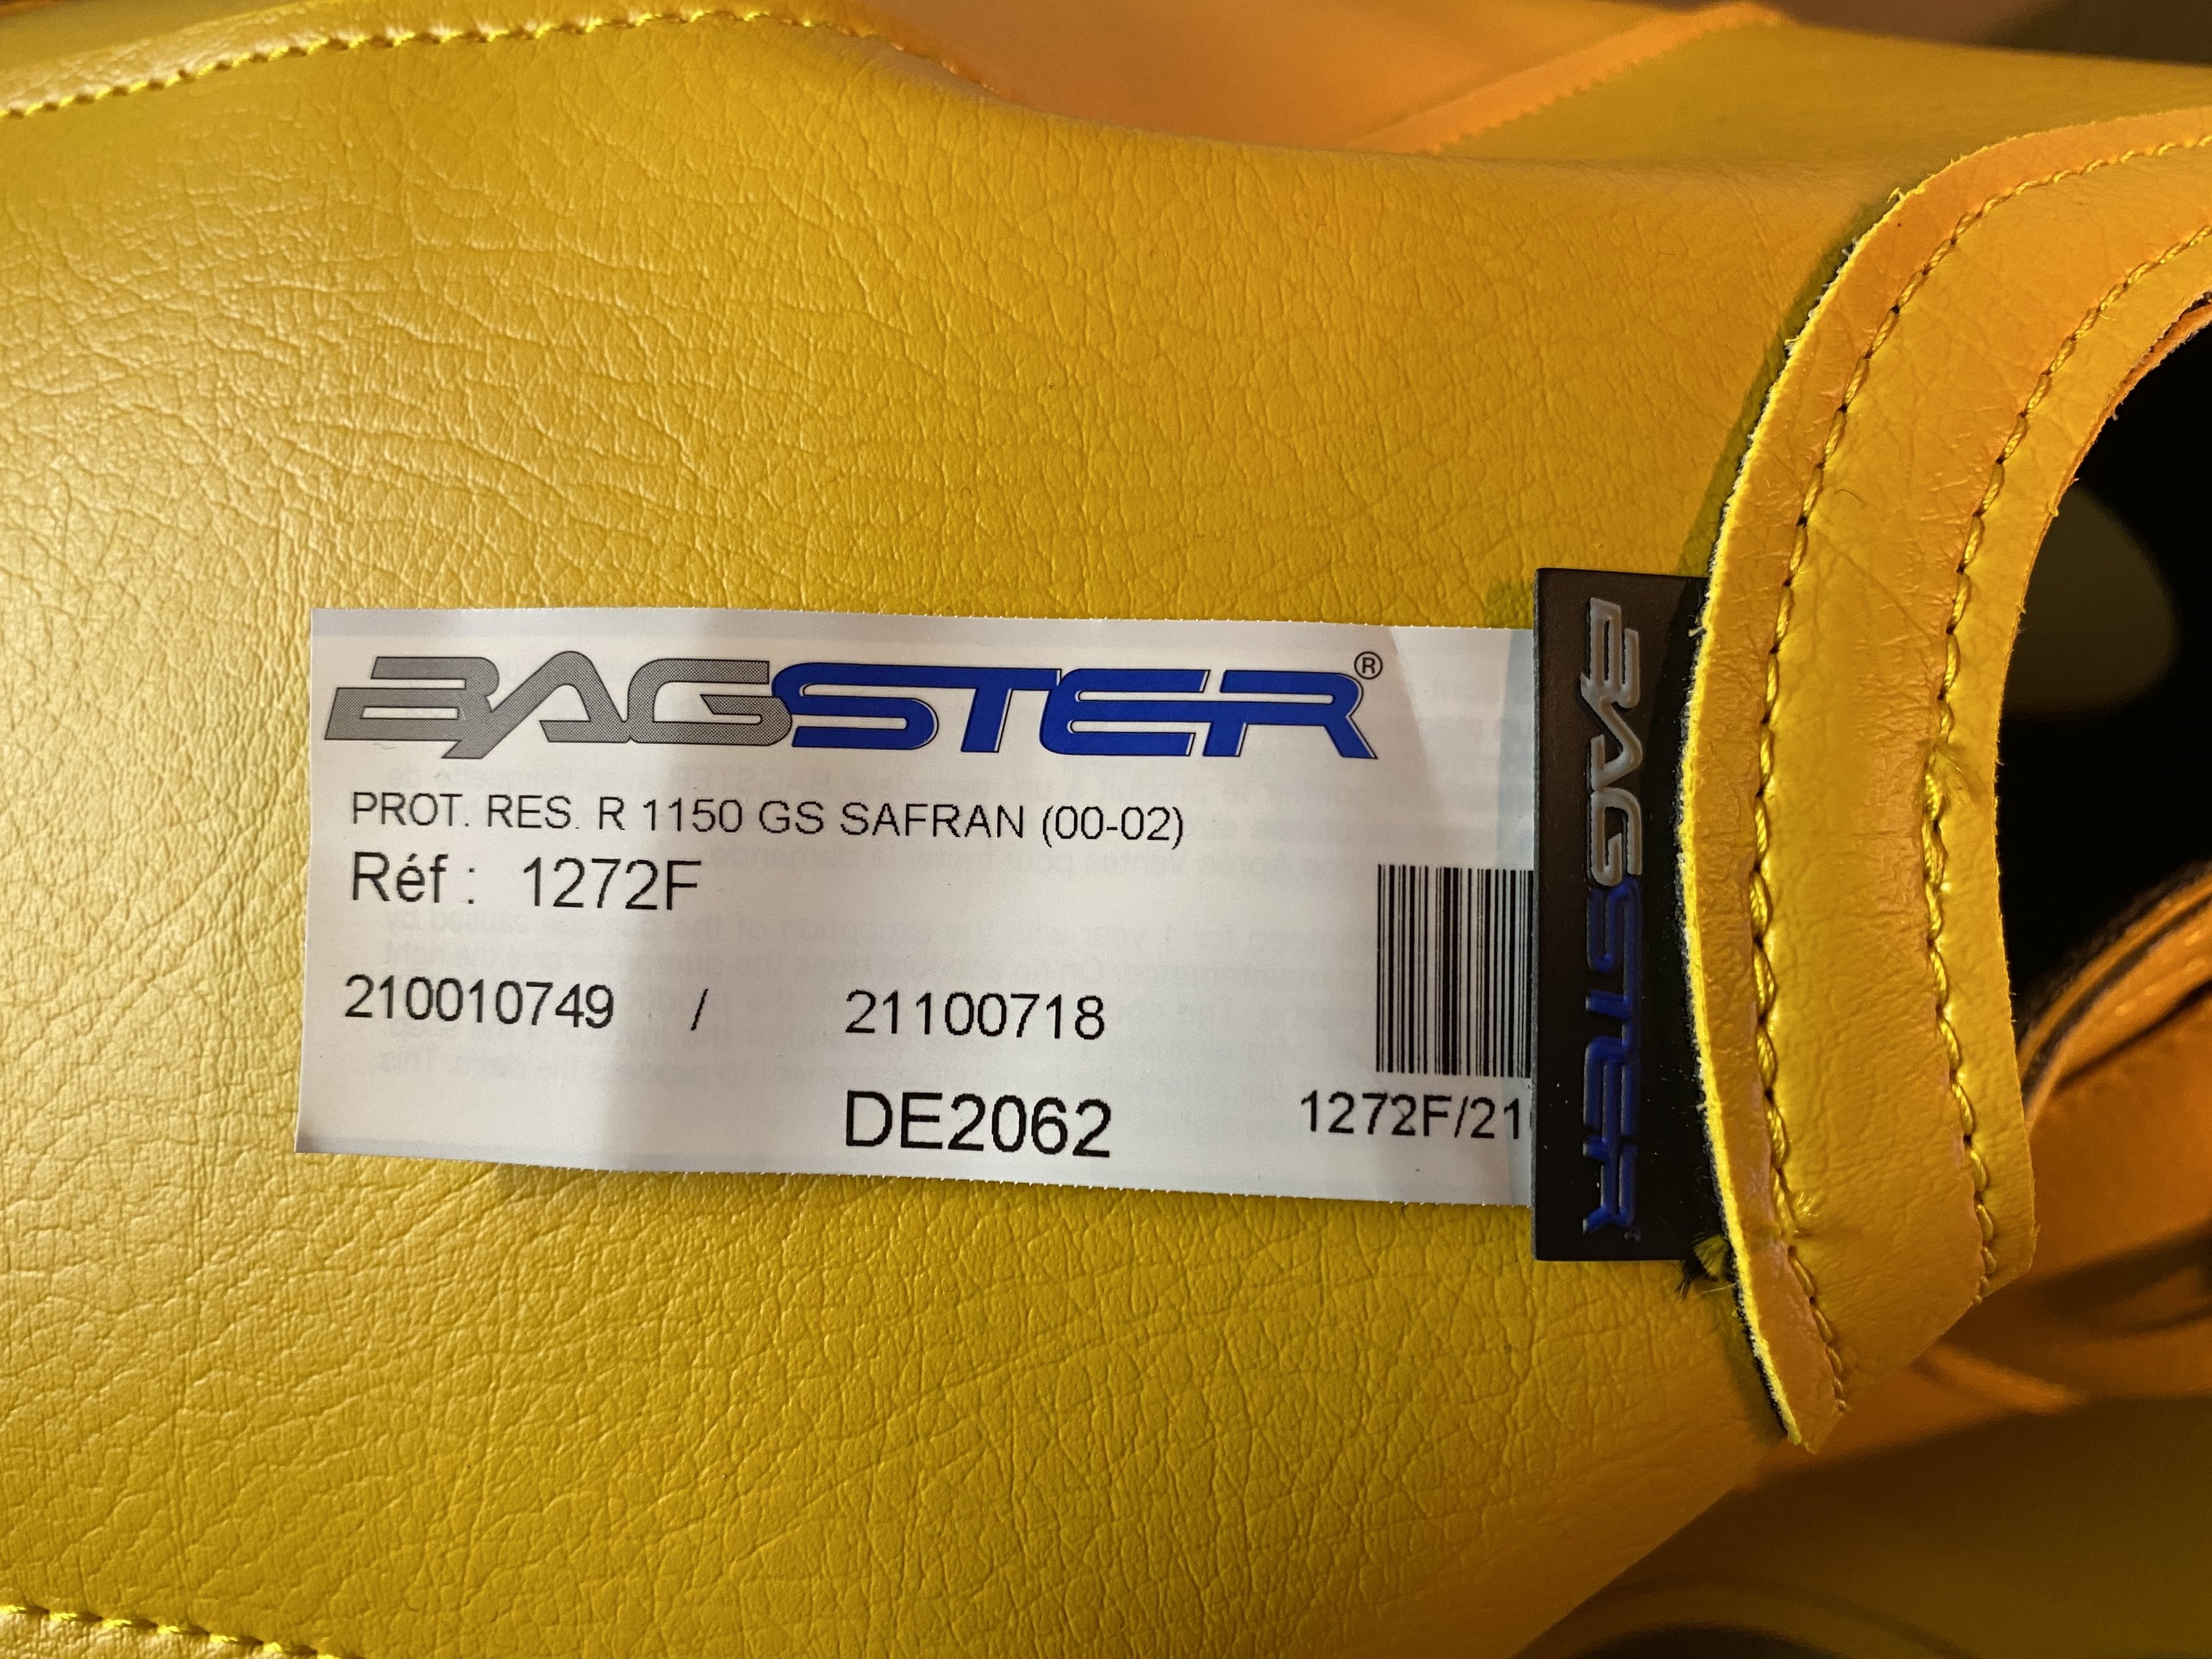 BAGSTER®
PROT. RES. R 1150 GS SAFRAN (00-02)
Réf : 1272F
210010749 / 21100718
DE2062
1272F/21
BAGSTER